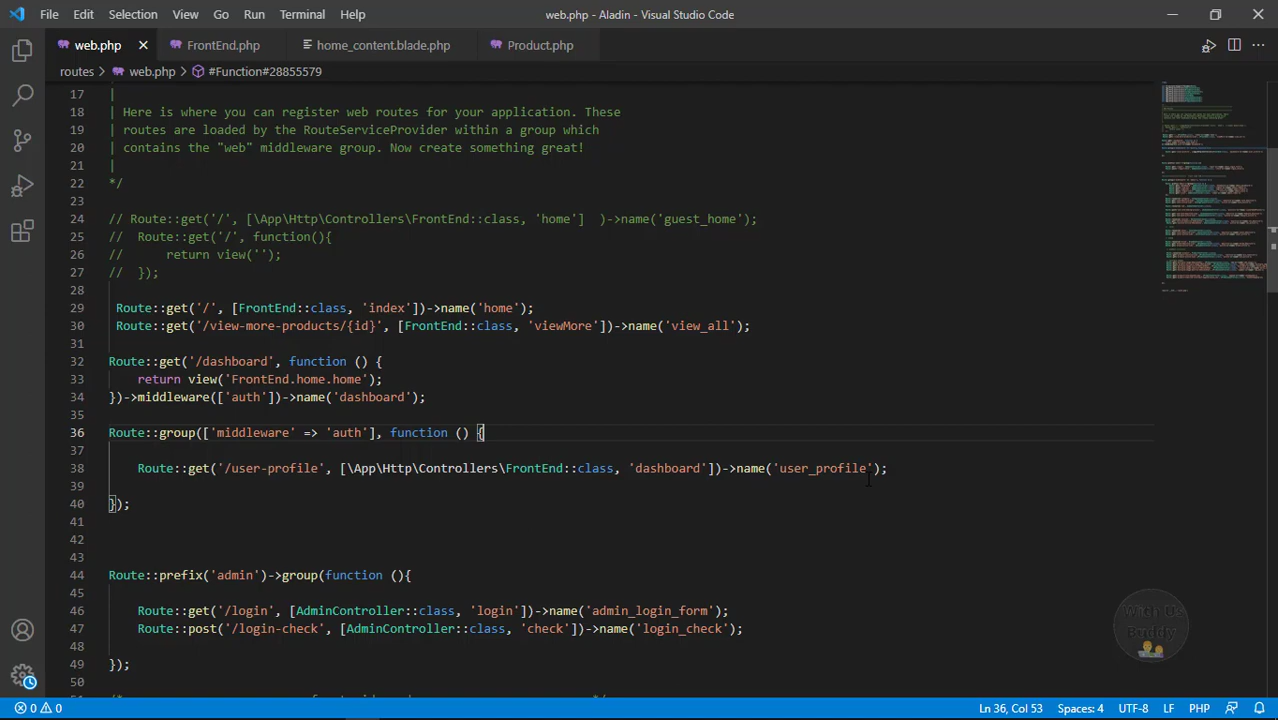 File Edit Selection View Go Run Terminal Help web.php - Aladin - Visual Studio Code
web.php FrontEnd.php home_content.blade.php Product.php
routes > web.php > #Function#28855579
17 |
18 | Here is where you can register web routes for your application. These
19 | routes are loaded by the RouteServiceProvider within a group which
20 | contains the "web" middleware group. Now create something great!
21 |
22 */
23
24 // Route::get('/', [\App\Http\Controllers\FrontEnd::class, 'home'] )->name('guest_home');
25 // Route::get('/', function(){
26 // return view('');
27 // });
28
29 Route::get('/', [FrontEnd::class, 'index'])->name('home');
30 Route::get('/view-more-products/{id}', [FrontEnd::class, 'viewMore'])->name('view_all');
31
32 Route::get('/dashboard', function () {
33 return view('FrontEnd.home.home');
34 })->middleware(['auth'])->name('dashboard');
35
36 Route::group(['middleware' => 'auth'], function () {
37
38 Route::get('/user-profile', [\App\Http\Controllers\FrontEnd::class, 'dashboard'])->name('user_profile');
39
40 });
41
42
43
44 Route::prefix('admin')->group(function (){
45
46 Route::get('/login', [AdminController::class, 'login'])->name('admin_login_form');
47 Route::post('/login-check', [AdminController::class, 'check'])->name('login_check');
48
49 });
50
With Us
Buddy
0 0 Ln 36, Col 53 Spaces: 4 UTF-8 LF PHP